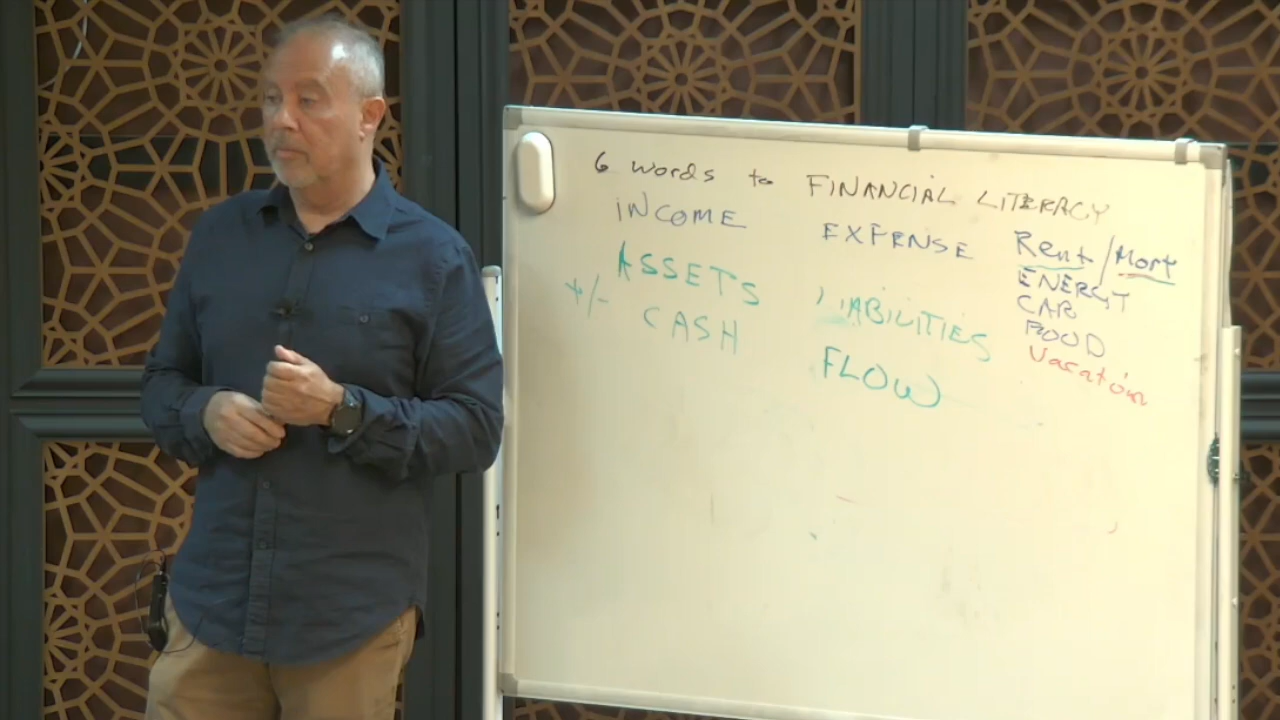 6 words to FINANCIAL LITERACY
INCOME EXPENSE Rent/Mort
ENERGY
ASSETS LIABILITIES CAR
+/- CASH FLOW FOOD
Vacation